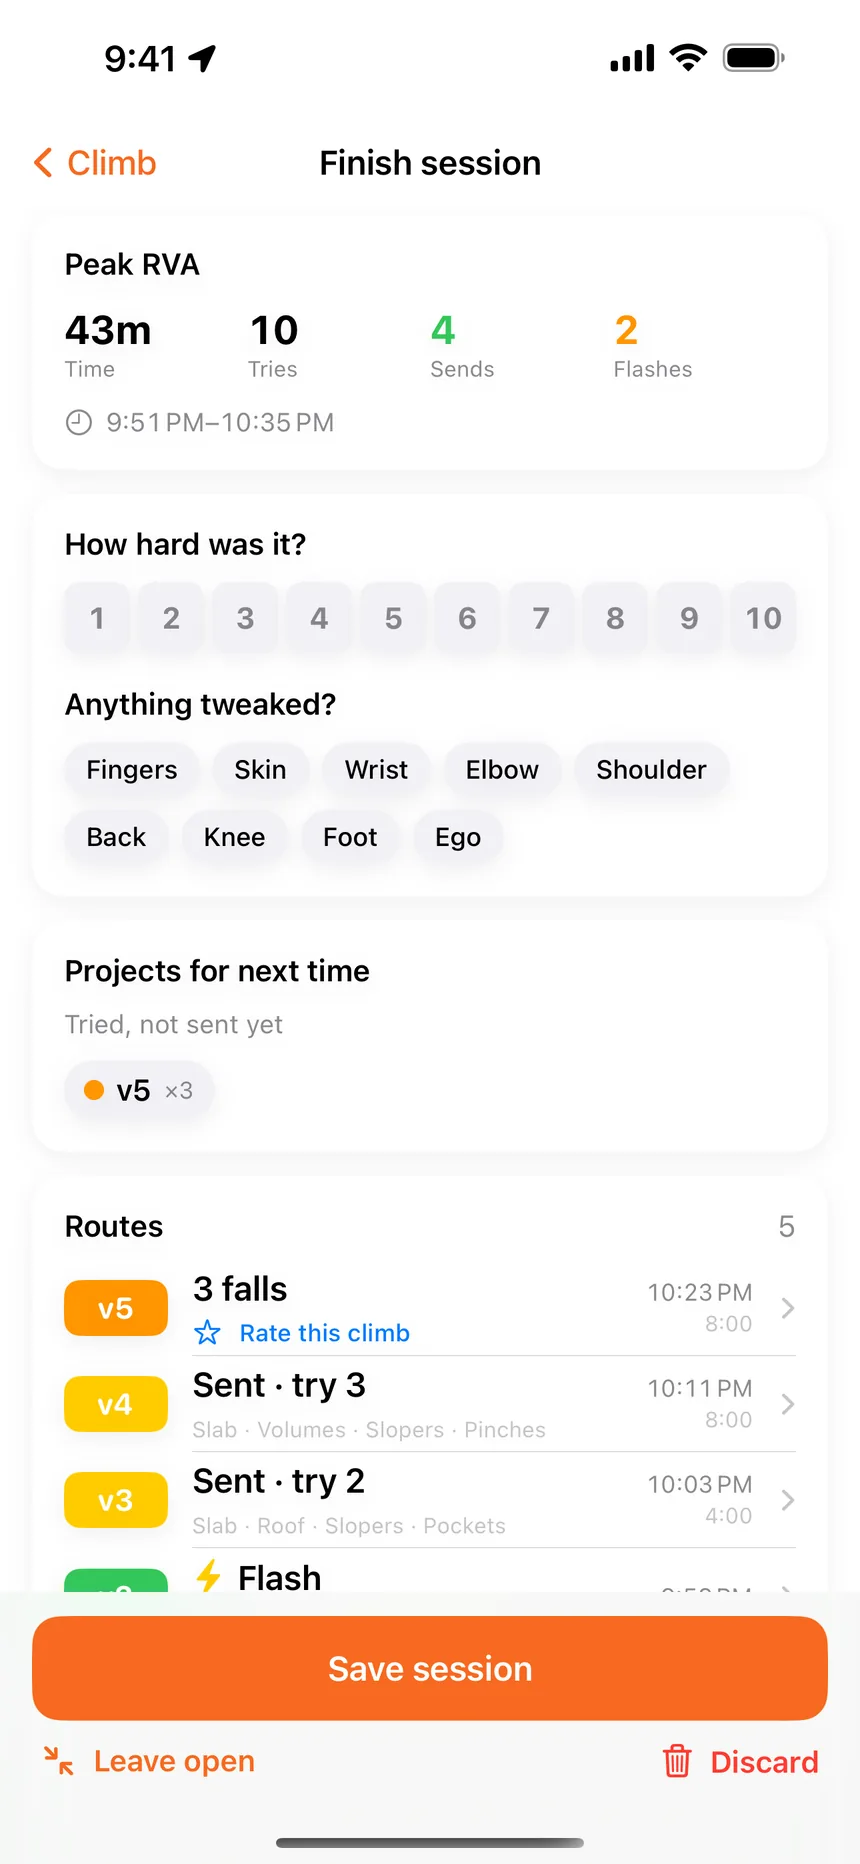 9:41
Climb
Finish session
Peak RVA
43m 10 4 2
Time Tries Sends Flashes
9:51 PM–10:35 PM
How hard was it?
1 2 3 4 5 6 7 8 9 10
Anything tweaked?
Fingers Skin Wrist Elbow Shoulder
Back Knee Foot Ego
Projects for next time
Tried, not sent yet
v5 ×3
Routes 5
v5 3 falls 10:23 PM
Rate this climb 8:00
v4 Sent · try 3 10:11 PM
Slab · Volumes · Slopers · Pinches 8:00
v3 Sent · try 2 10:03 PM
Slab · Roof · Slopers · Pockets 4:00
Flash
Save session
Leave open Discard